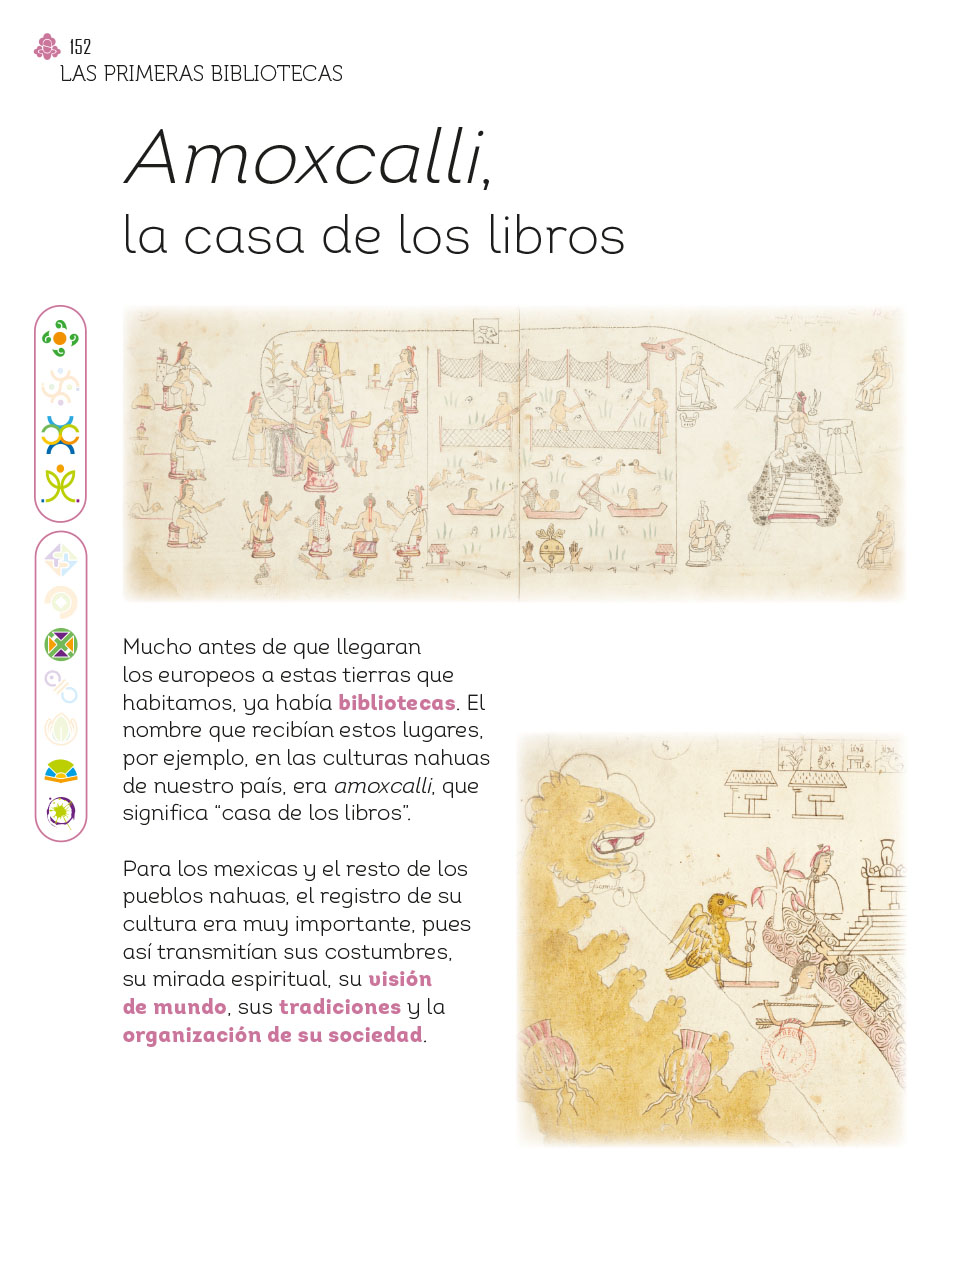 152
LAS PRIMERAS BIBLIOTECAS
Amoxcalli,
la casa de los libros
Mucho antes de que llegaran
los europeos a estas tierras que
habitamos, ya había bibliotecas. El
nombre que recibían estos lugares,
por ejemplo, en las culturas nahuas
de nuestro país, era amoxcalli, que
significa “casa de los libros”.
Para los mexicas y el resto de los
pueblos nahuas, el registro de su
cultura era muy importante, pues
así transmitían sus costumbres,
su mirada espiritual, su visión
de mundo, sus tradiciones y la
organización de su sociedad.